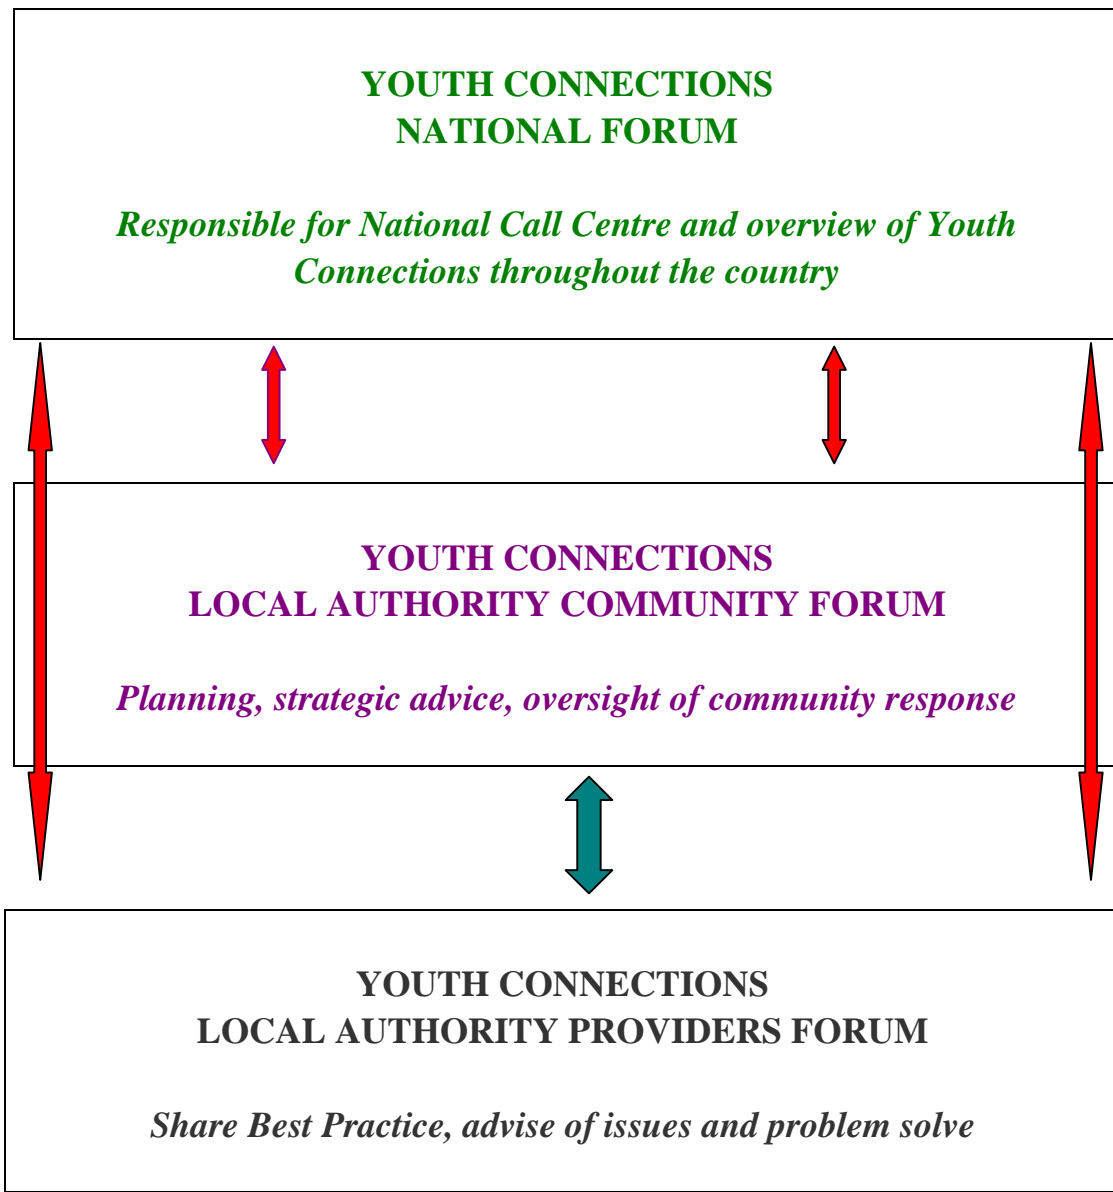 YOUTH CONNECTIONS
NATIONAL FORUM
Responsible for National Call Centre and overview of Youth
Connections throughout the country
YOUTH CONNECTIONS
LOCAL AUTHORITY COMMUNITY FORUM
Planning, strategic advice, oversight of community response
YOUTH CONNECTIONS
LOCAL AUTHORITY PROVIDERS FORUM
Share Best Practice, advise of issues and problem solve